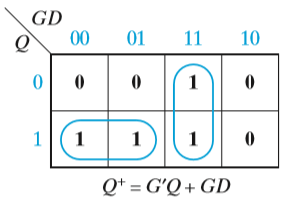 GD
Q 00 01 11 10
0 0 0 1 0
1 1 1 1 0
Q⁺ = G′Q + GD